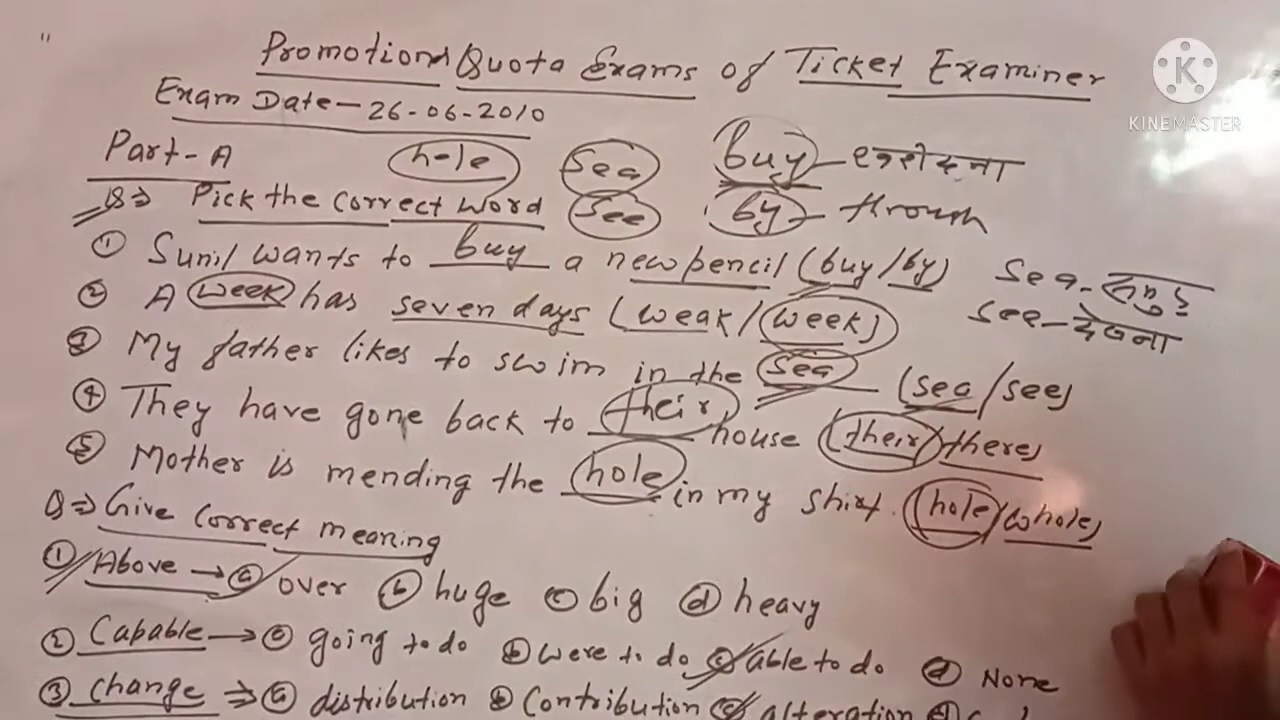 Promotional Quota Exams of Ticket Examiner
KINEMASTER
Exam Date - 26-06-2010
Part-A hole sea buy - खरीदना
Q⇒ Pick the correct word see by - through
① Sunil wants to buy a new pencil (buy/by) sea - समुद्र
② A week has seven days (weak/week) see - देखना
③ My father likes to swim in the sea (sea/see)
④ They have gone back to their house (their/there)
⑤ Mother is mending the hole in my shirt. (hole/whole)
Q⇒ Give correct meaning
① Above → ⓐ over ⓑ huge ⓒ big ⓓ heavy
② Capable → ⓐ going to do ⓑ were to do ⓒ able to do ⓓ None
③ Change ⇒ ⓐ distribution ⓑ contribution ⓒ alteration ⓓ